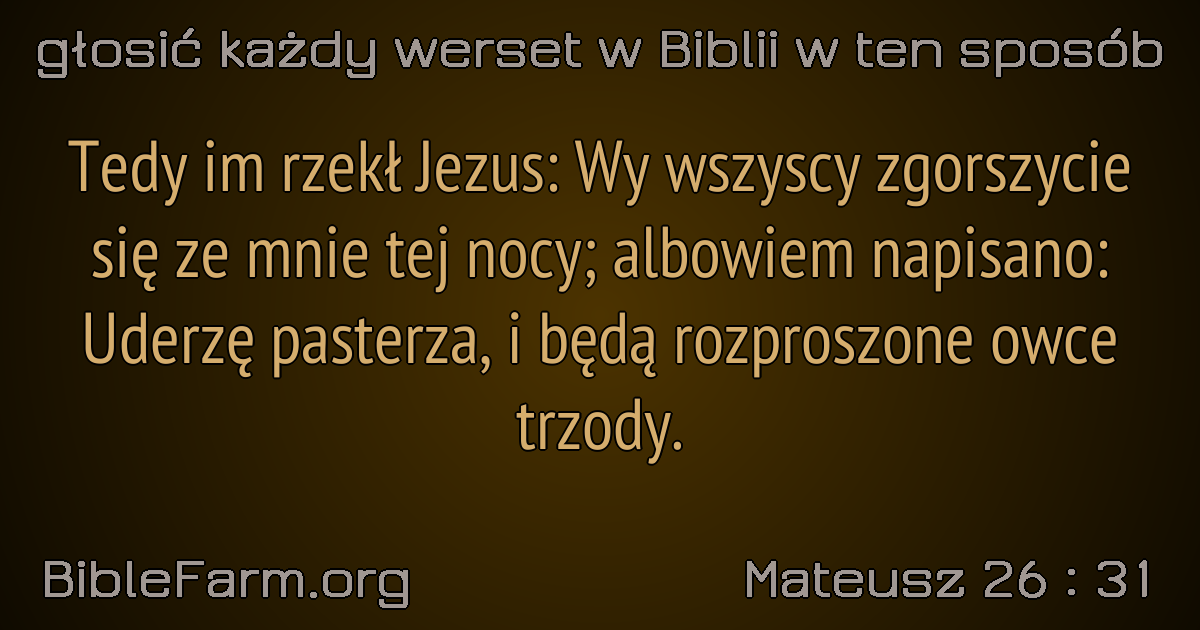 głosić każdy werset w Biblii w ten sposób
Tedy im rzekł Jezus: Wy wszyscy zgorszycie
się ze mnie tej nocy; albowiem napisano:
Uderzę pasterza, i będą rozproszone owce
trzody.
BibleFarm.org
Mateusz 26 : 31